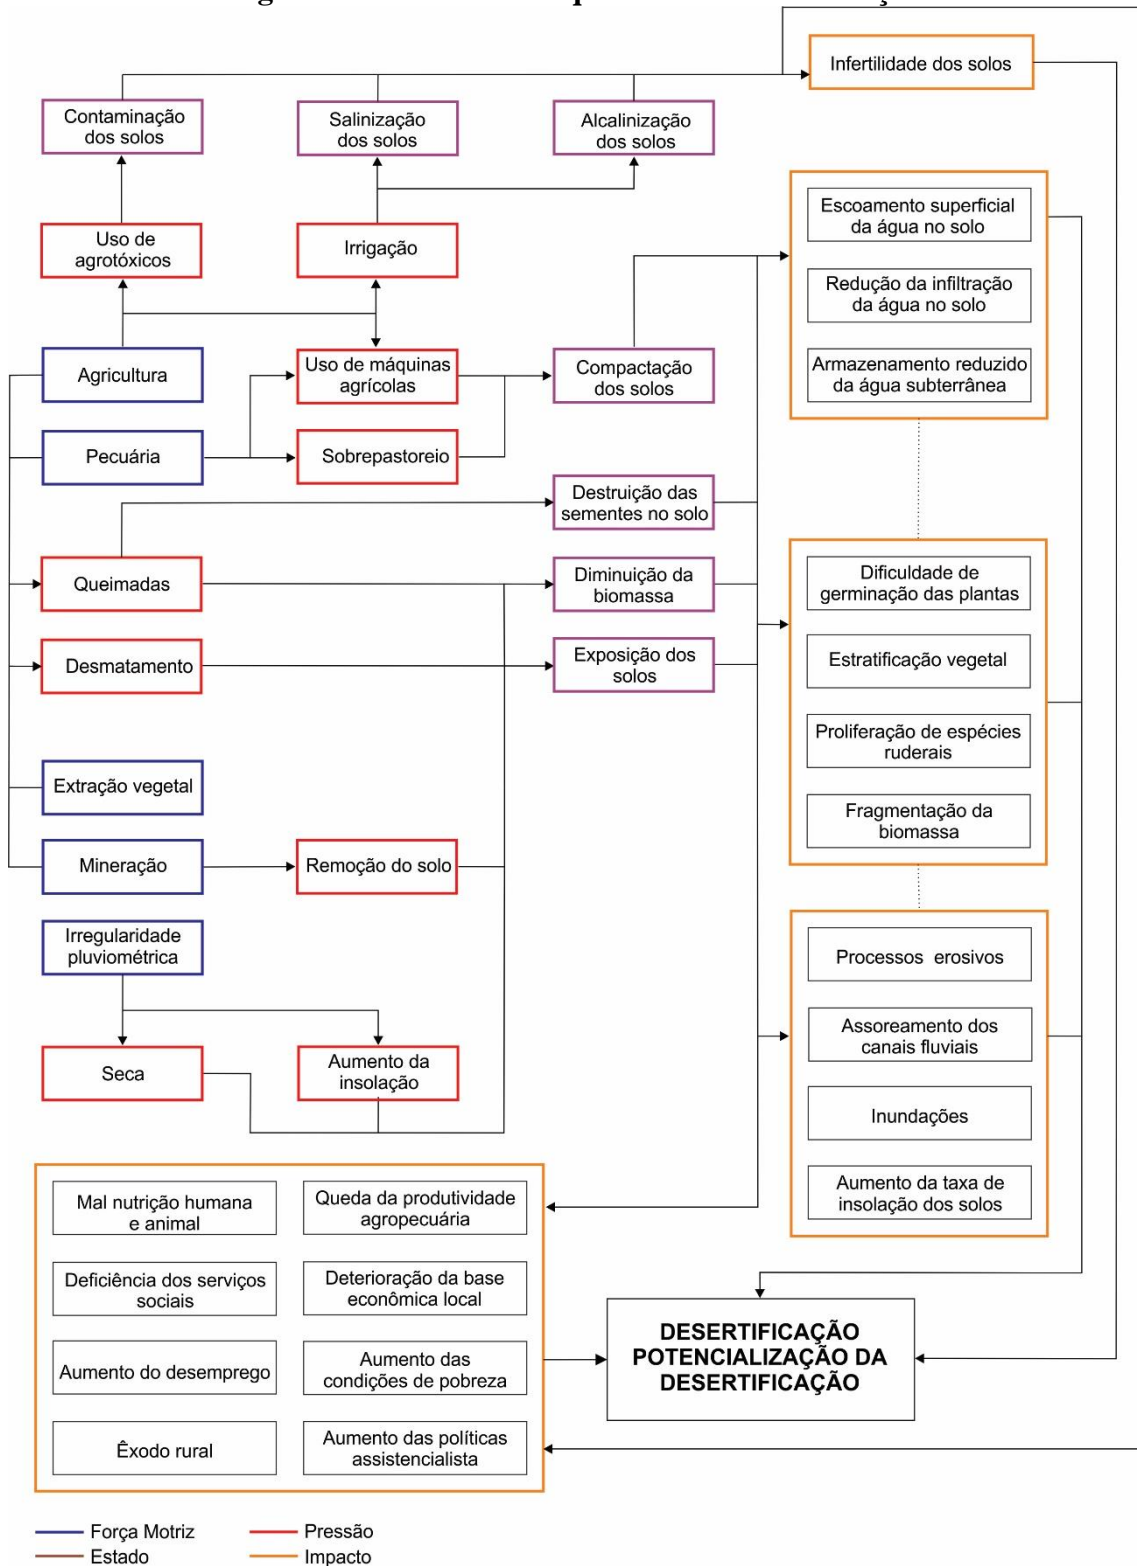 Infertilidade dos solos
Contaminação
dos solos
Salinização
dos solos
Alcalinização
dos solos
Escoamento superficial
da água no solo
Uso de
agrotóxicos
Irrigação
Redução da infiltração
da água no solo
Agricultura
Uso de máquinas
agrícolas
Compactação
dos solos
Armazenamento reduzido
da água subterrânea
Pecuária
Sobrepastoreio
Destruição das
sementes no solo
Queimadas
Diminuição da
biomassa
Dificuldade de
germinação das plantas
Desmatamento
Exposição dos
solos
Estratificação vegetal
Proliferação de espécies
ruderais
Extração vegetal
Fragmentação da
biomassa
Mineração
Remoção do solo
Irregularidade
pluviométrica
Processos erosivos
Assoreamento dos
canais fluviais
Seca
Aumento da
insolação
Inundações
Mal nutrição humana
e animal
Queda da produtividade
agropecuária
Aumento da taxa de
insolação dos solos
Deficiência dos serviços
sociais
Deterioração da base
econômica local
Aumento do desemprego
Aumento das
condições de pobreza
DESERTIFICAÇÃO
POTENCIALIZAÇÃO DA
DESERTIFICAÇÃO
Êxodo rural
Aumento das políticas
assistencialista
Força Motriz
Pressão
Estado
Impacto